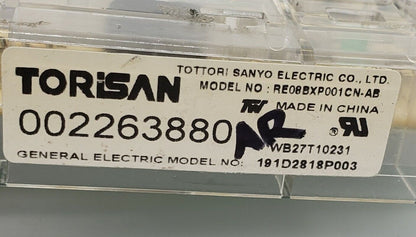 TORiSAN
TOTTORI SANYO ELECTRIC CO., LTD.
MODEL NO : RE08BXP001CN-AB
MADE IN CHINA
002263880
AR
WB27T10231
GENERAL ELECTRIC MODEL NO: 191D2818P003